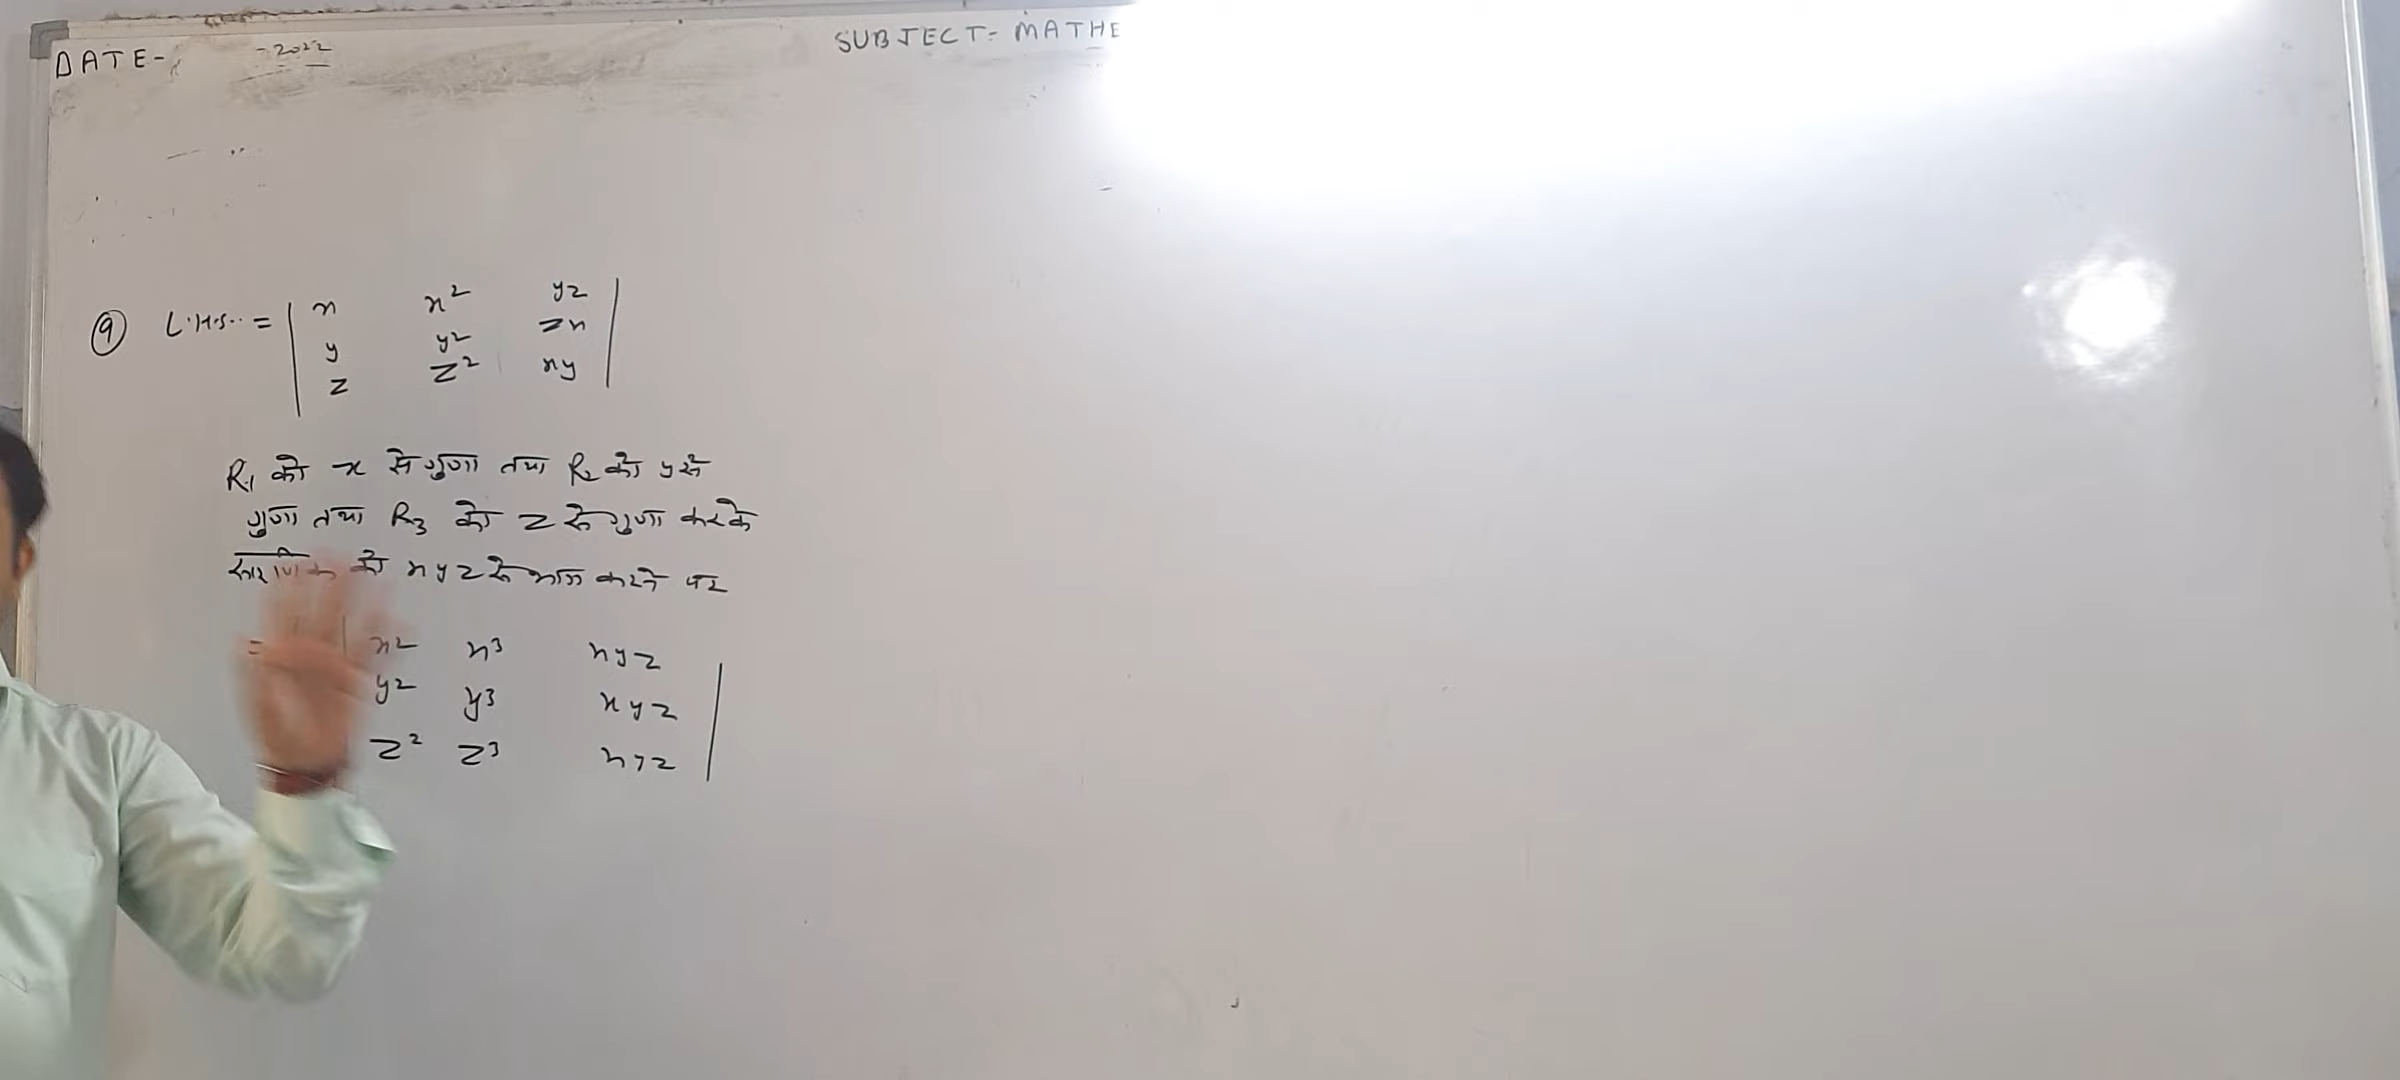 DATE- -2022
SUBJECT- MATHE
9 L.H.S.. = | x x² yz |
y y² zx
z z² xy
R₁ को x से गुणा तथा R₂ को y से
गुणा तथा R₃ को z से गुणा करके
सारणिक को xyz से भाग करने पर
= | x² x³ xyz |
y² y³ xyz
z² z³ xyz